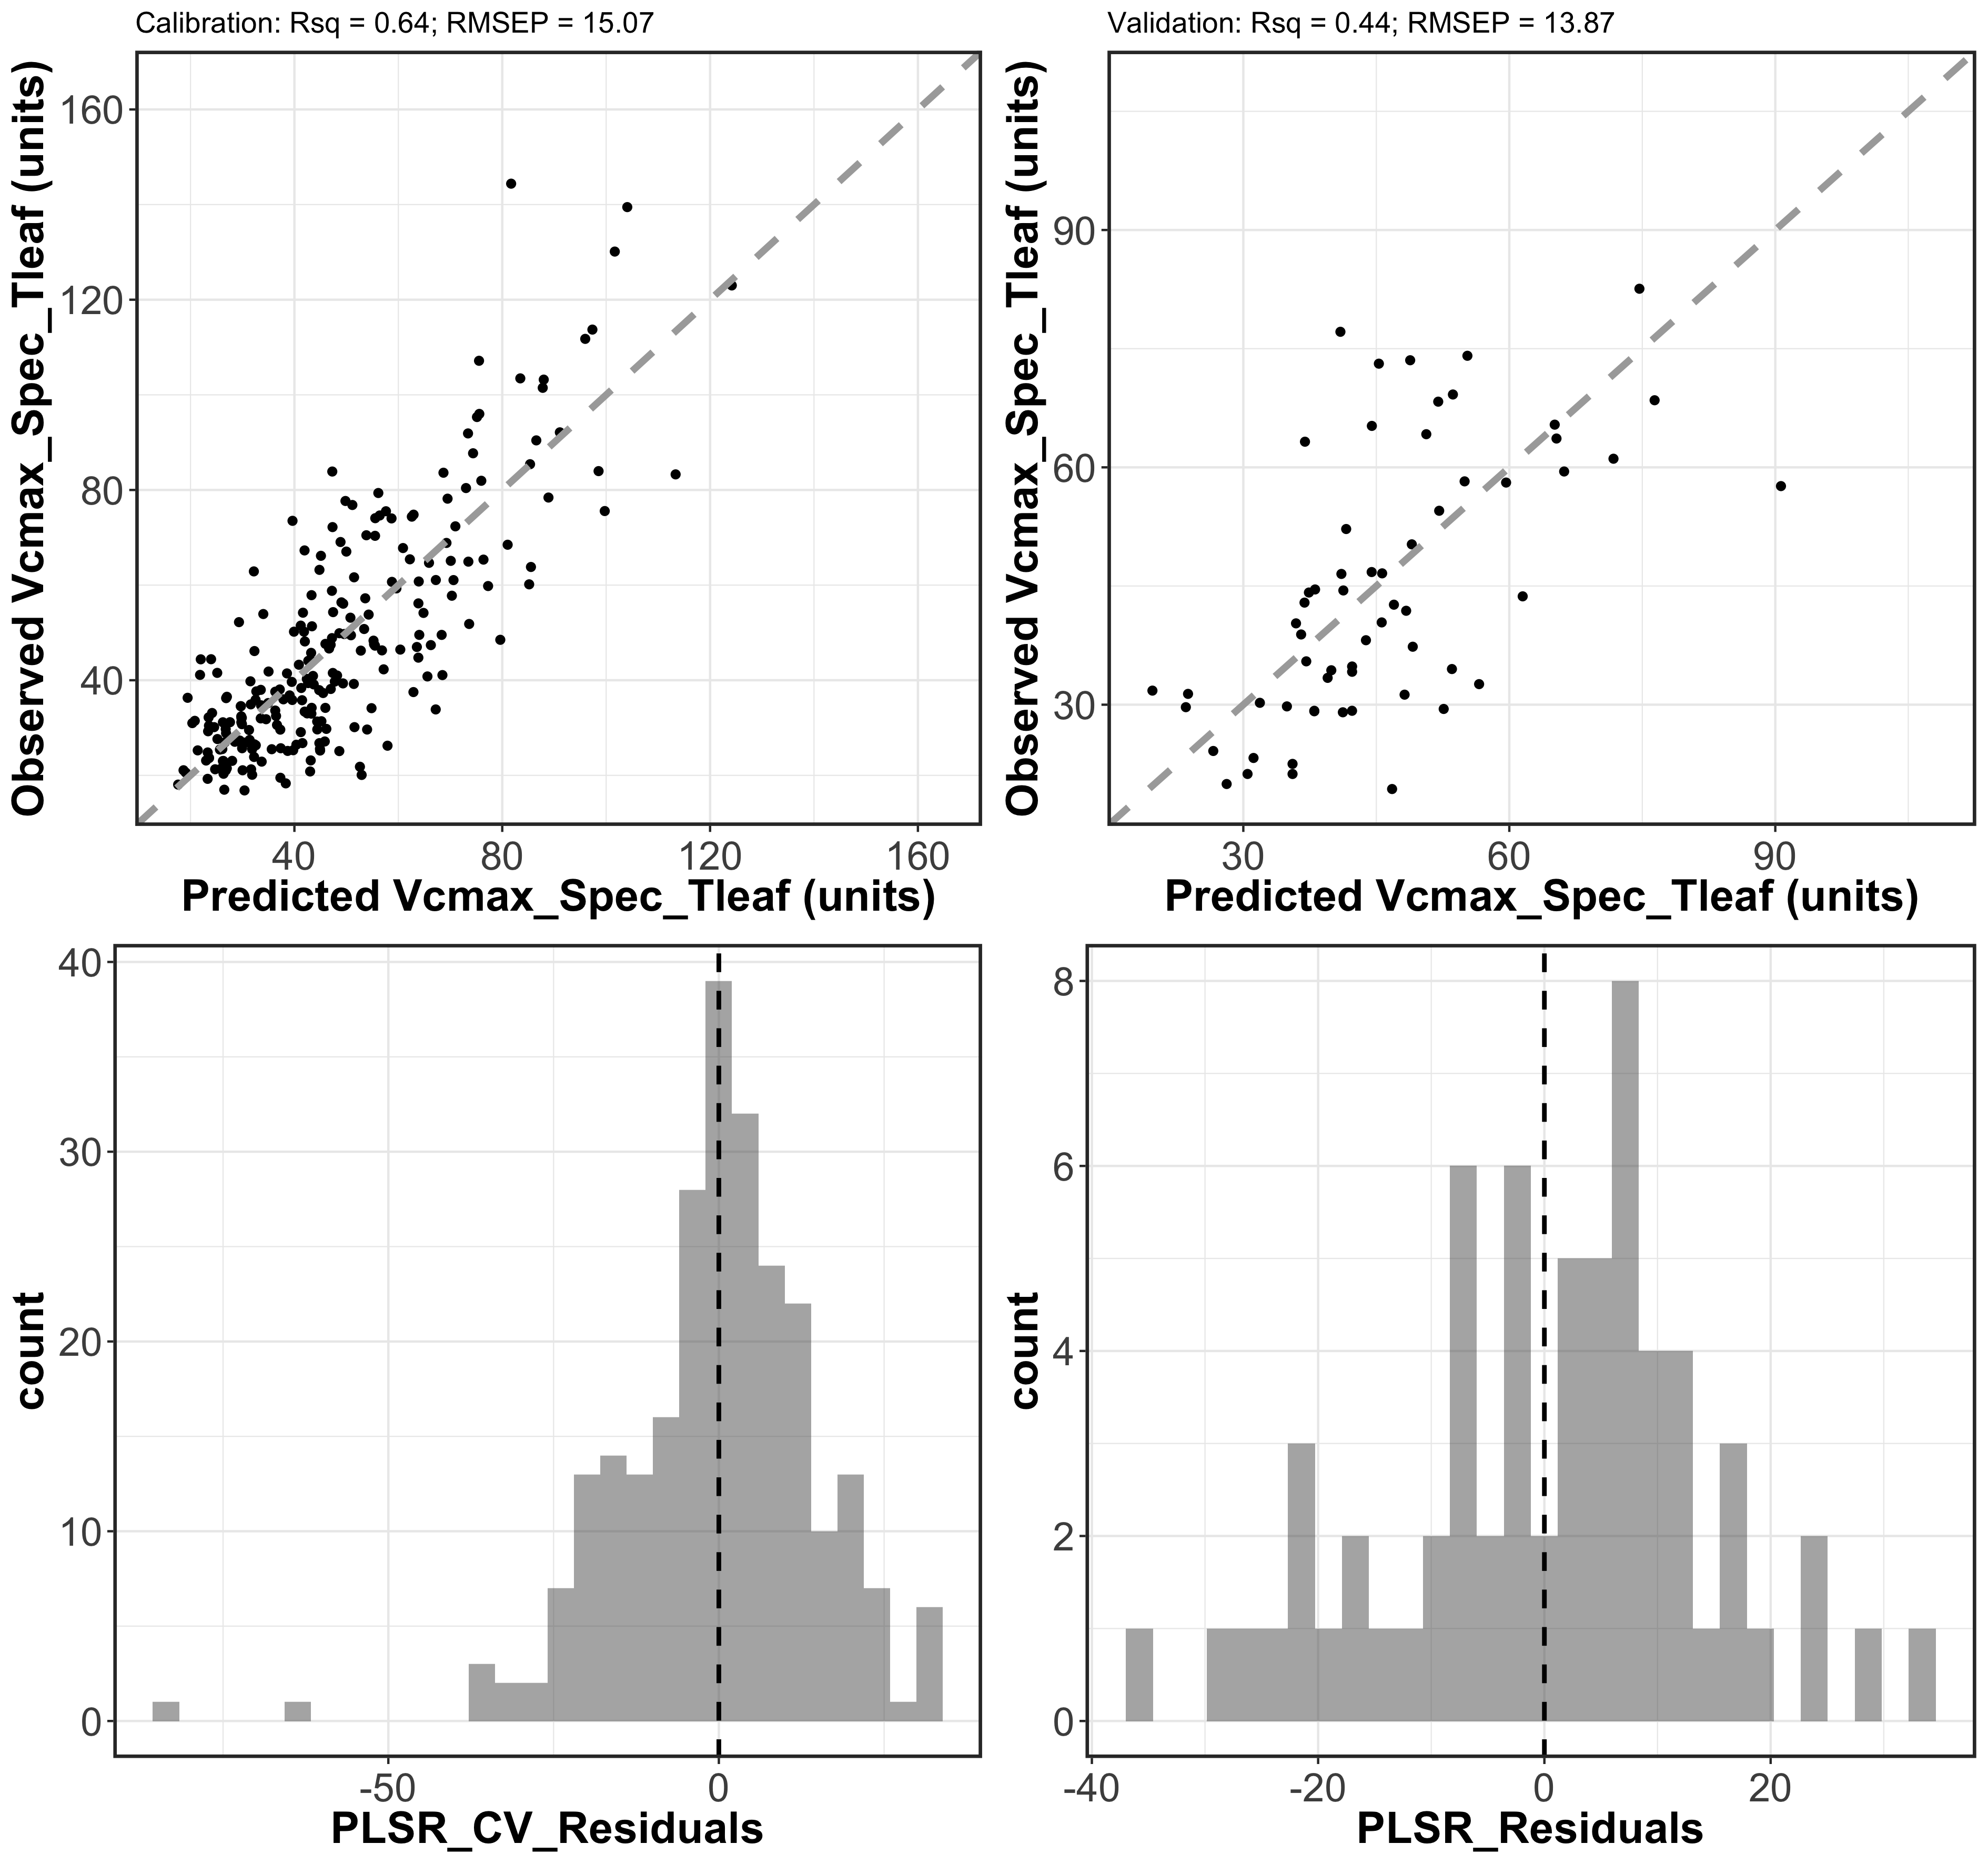 Calibration: Rsq = 0.64; RMSEP = 15.07
Observed Vcmax_Spec_Tleaf (units)
160
120
80
40
40 80 120 160
Predicted Vcmax_Spec_Tleaf (units)
Validation: Rsq = 0.44; RMSEP = 13.87
Observed Vcmax_Spec_Tleaf (units)
90
60
30
30 60 90
Predicted Vcmax_Spec_Tleaf (units)
count
40
30
20
10
0
-50 0
PLSR_CV_Residuals
count
8
6
4
2
0
-40 -20 0 20
PLSR_Residuals